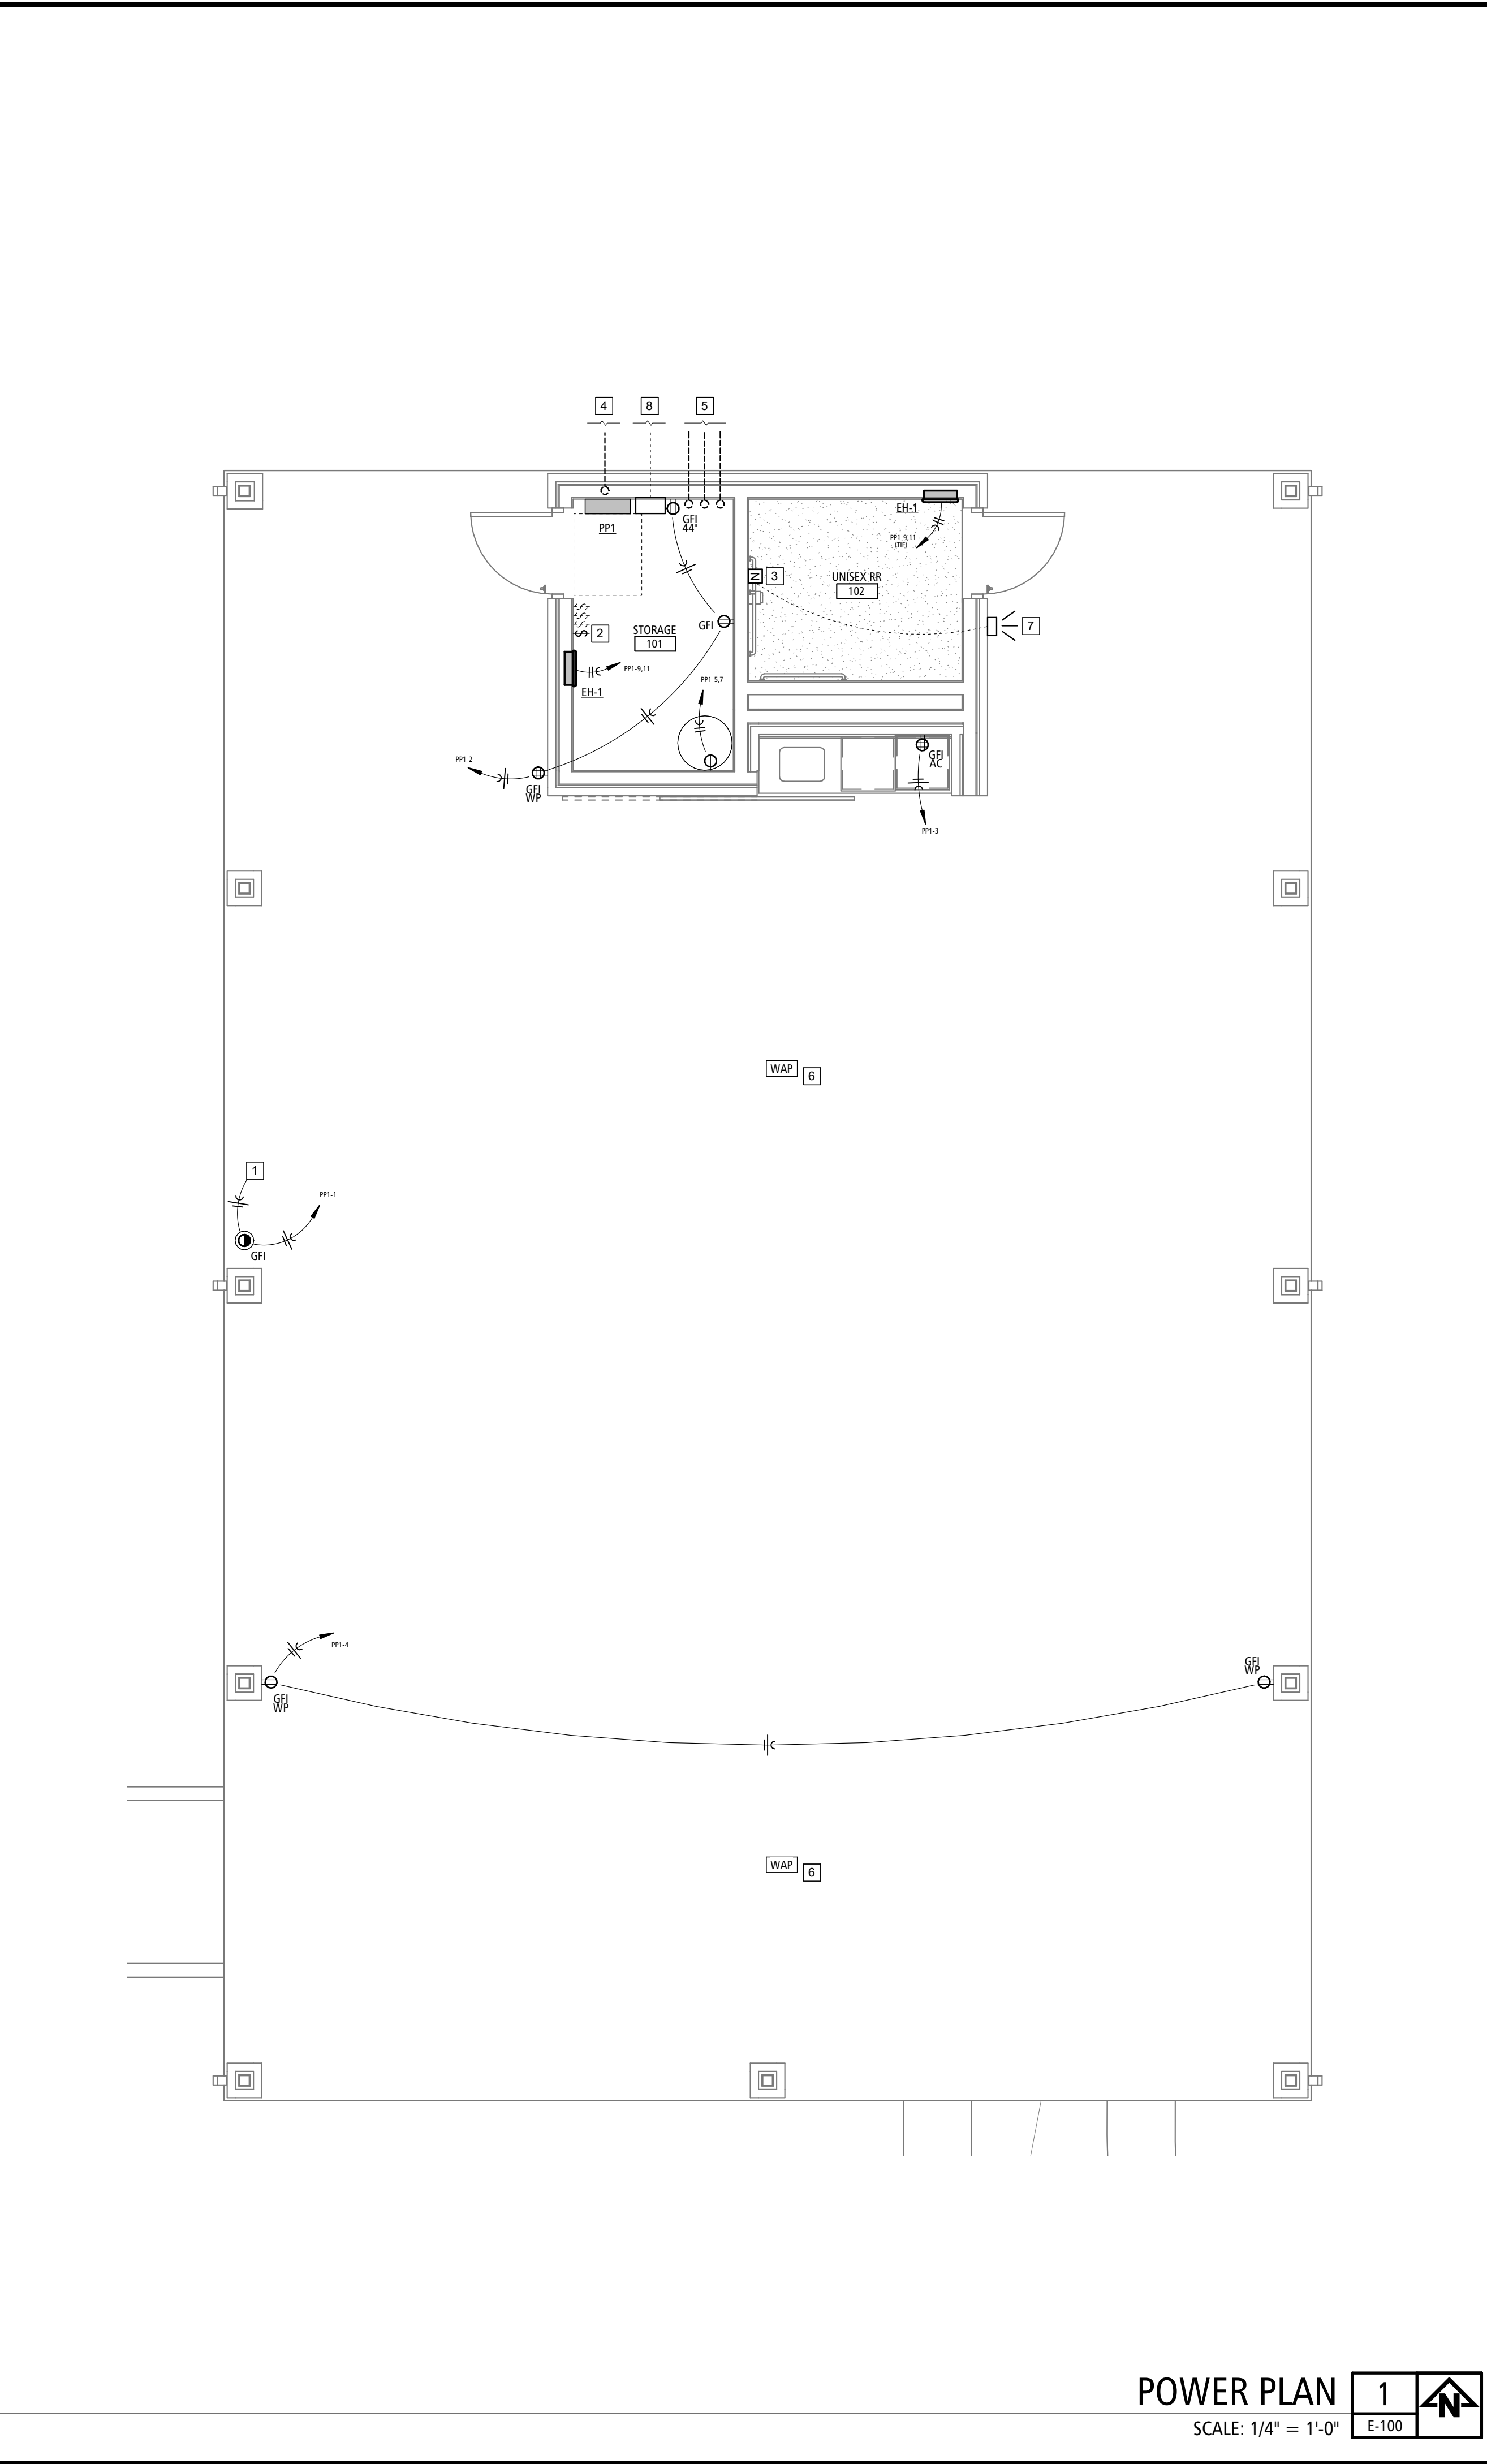 4
8
5
PP1
GFI
44"
EH-1
PP1-9,11
(TIE)
3
UNISEX RR
102
GFI
7
2
STORAGE
101
PP1-9,11
EH-1
PP1-5,7
PP1-2
GFI
WP
GFI
AC
PP1-3
WAP
6
1
PP1-1
GFI
PP1-4
GFI
WP
GFI
WP
WAP
6
POWER PLAN
1
N
SCALE: 1/4" = 1'-0"
E-100